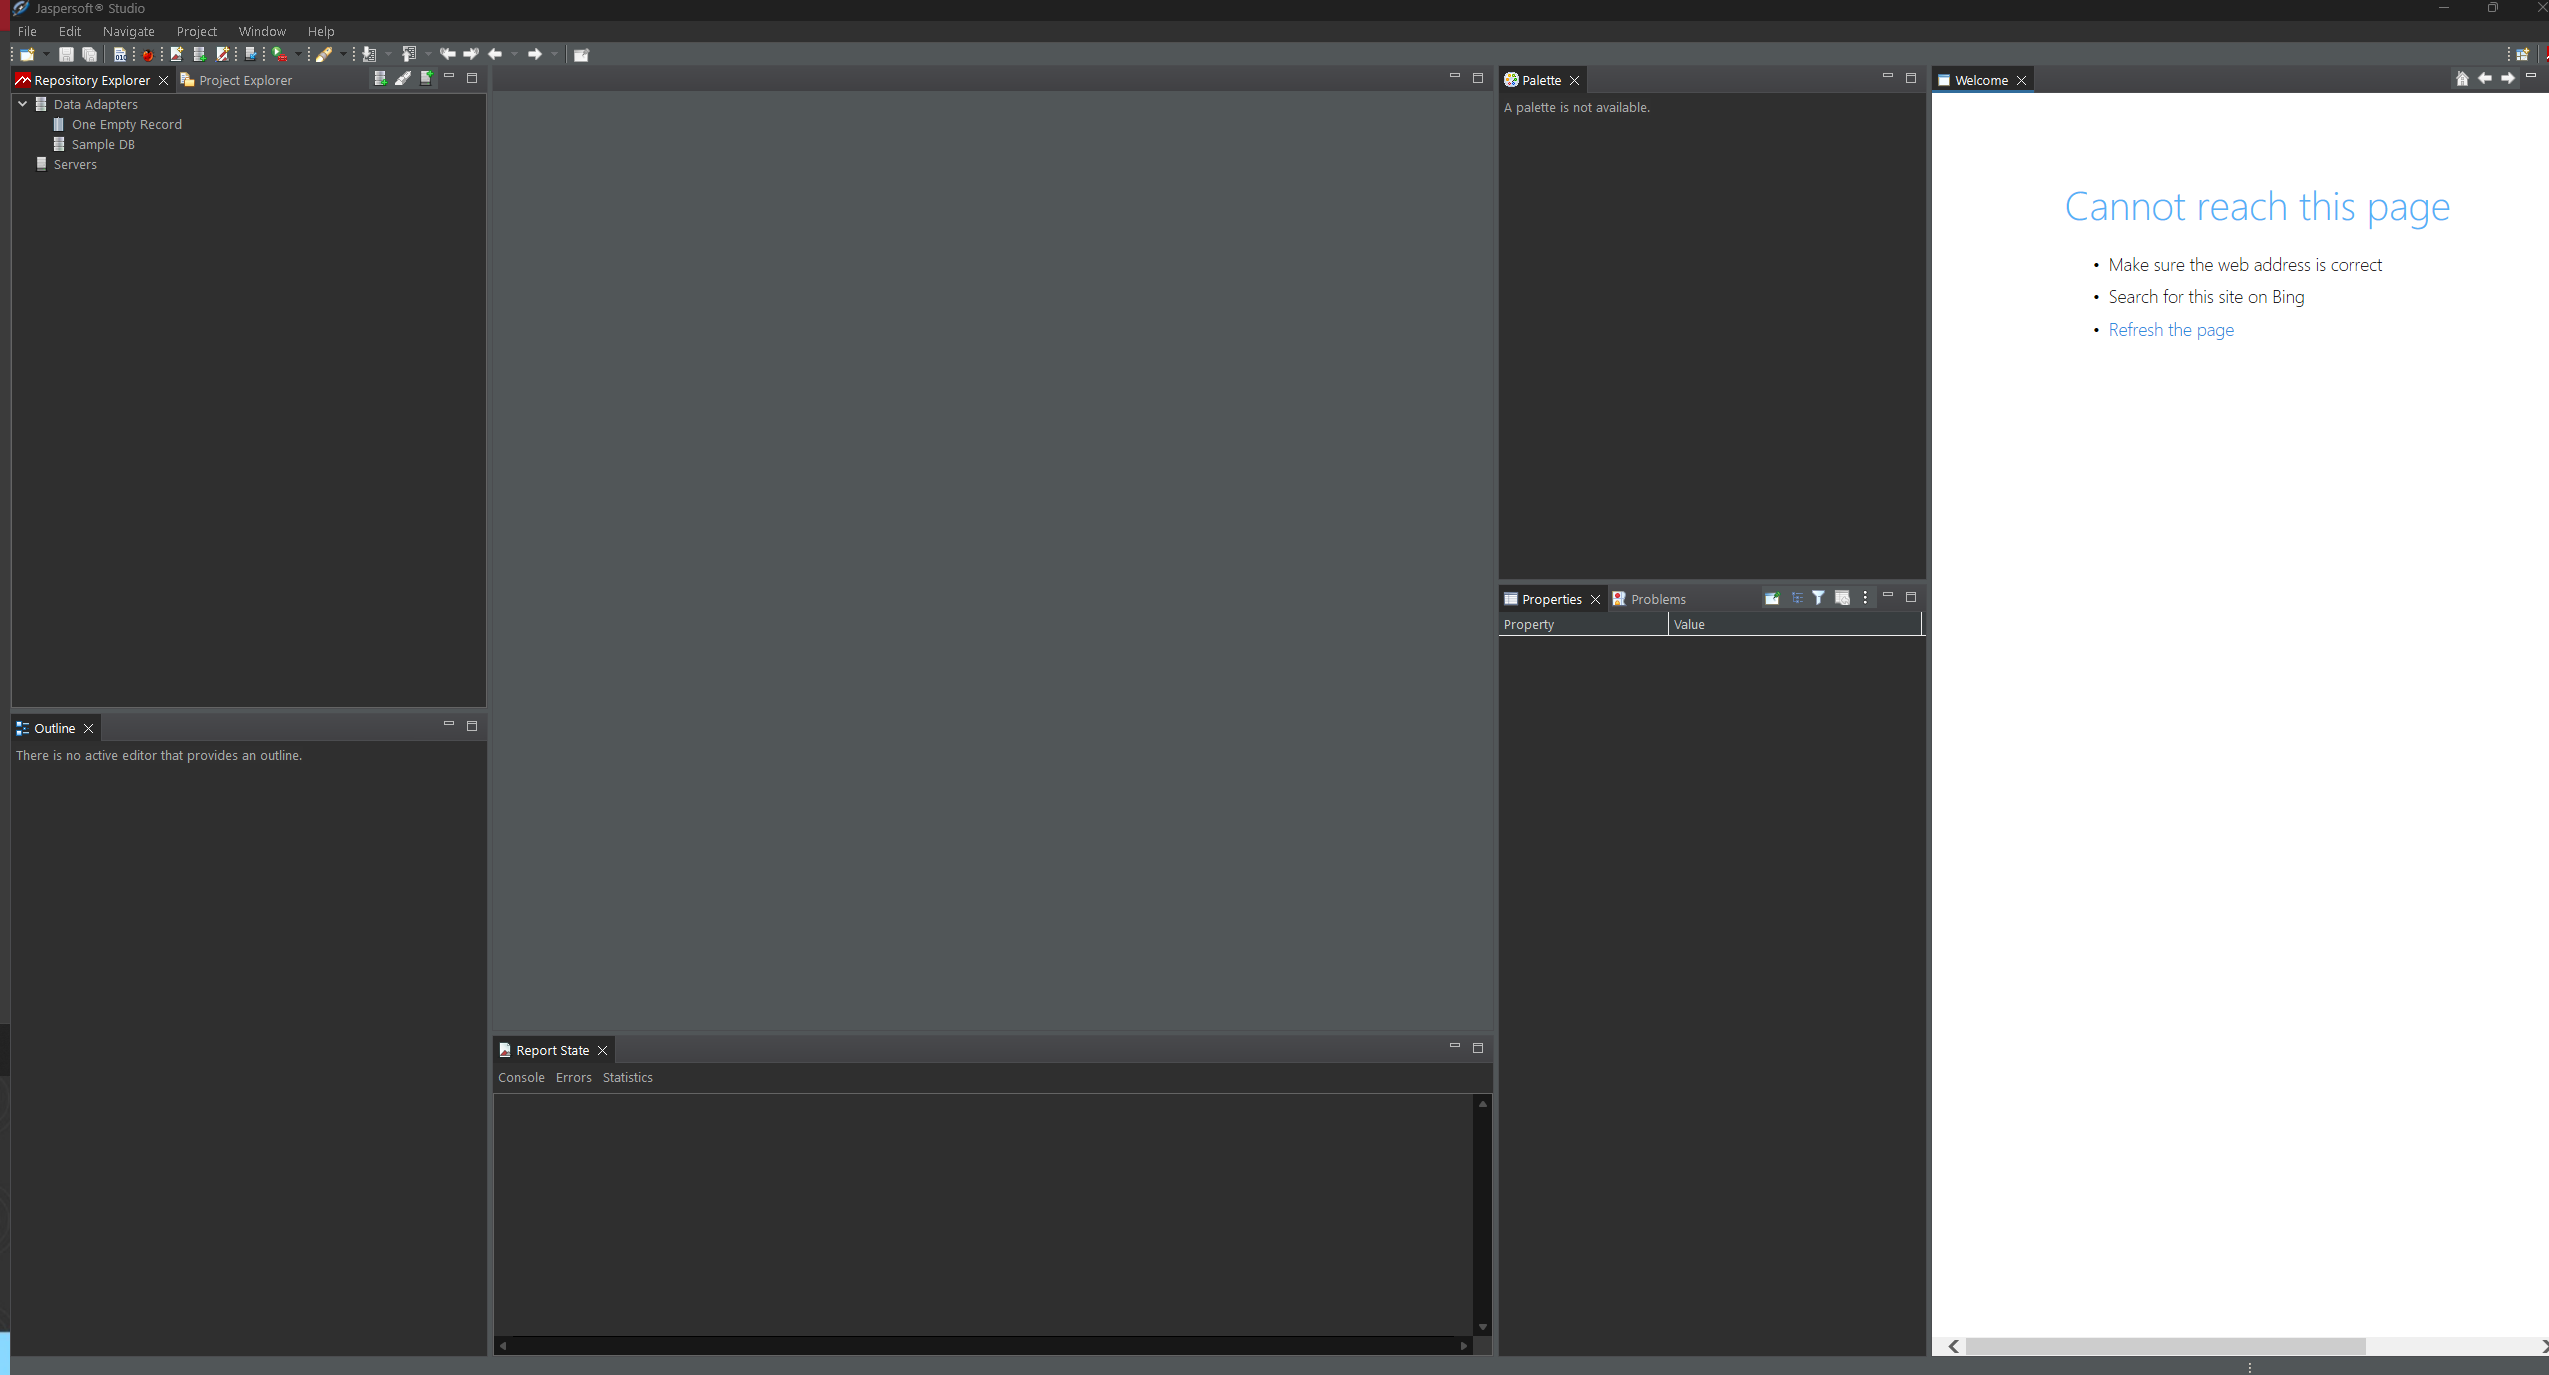 Jaspersoft® Studio
File Edit Navigate Project Window Help
Repository Explorer Project Explorer
Data Adapters
One Empty Record
Sample DB
Servers
Outline
There is no active editor that provides an outline.
Report State
Console Errors Statistics
Palette
A palette is not available.
Properties Problems
Property Value
Welcome
Cannot reach this page
• Make sure the web address is correct
• Search for this site on Bing
• Refresh the page